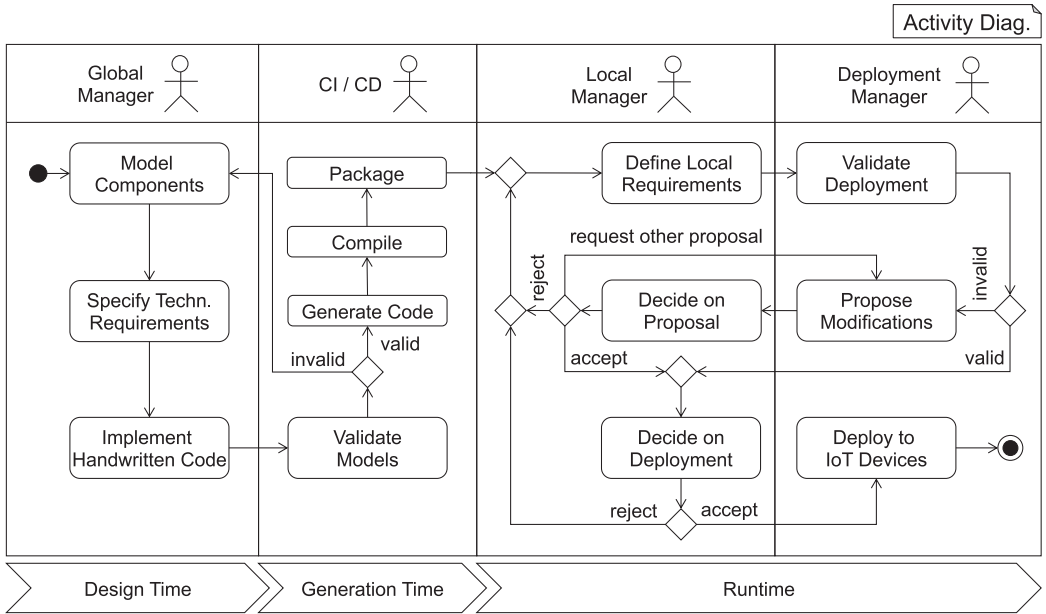 Activity Diag.
Global
Manager
CI / CD
Local
Manager
Deployment
Manager
Model
Components
Package
Define Local
Requirements
Validate
Deployment
Compile
request other proposal
reject
invalid
Specify Techn.
Requirements
Generate Code
Decide on
Proposal
Propose
Modifications
valid
invalid
accept
valid
Implement
Handwritten Code
Validate
Models
Decide on
Deployment
Deploy to
IoT Devices
reject
accept
Design Time
Generation Time
Runtime